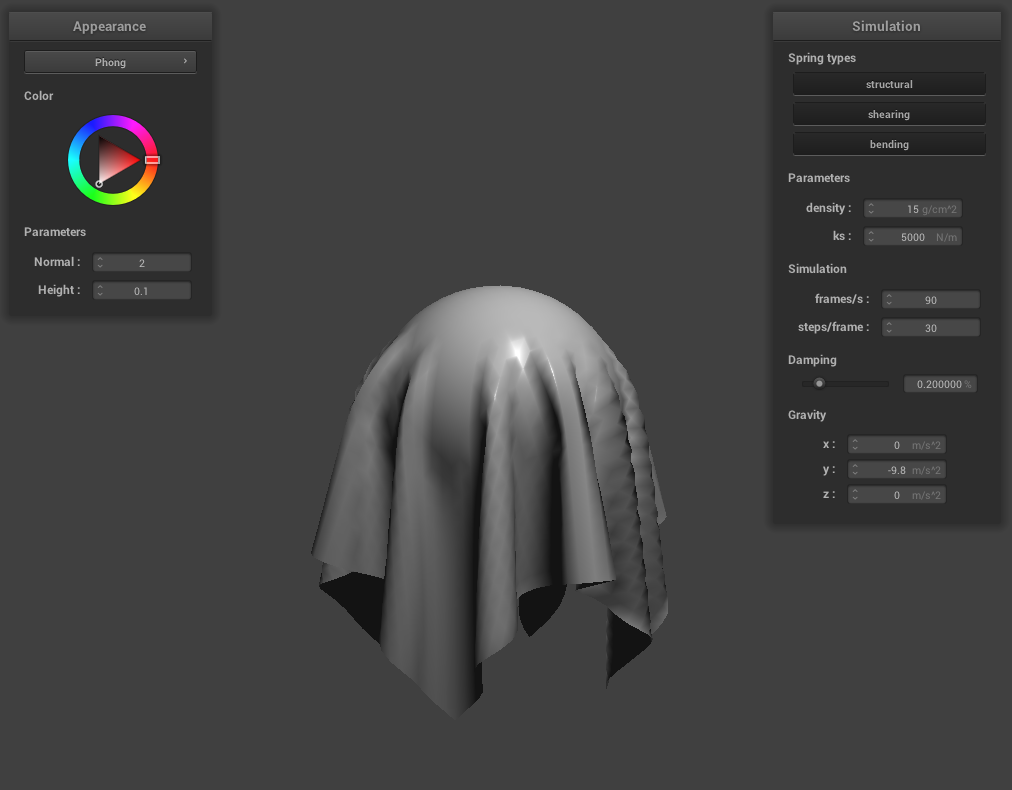 Appearance
Phong
Color
Parameters
Normal : 2
Height : 0.1
Simulation
Spring types
structural
shearing
bending
Parameters
density : 15 g/cm^2
ks : 5000 N/m
Simulation
frames/s : 90
steps/frame : 30
Damping
0.200000 %
Gravity
x : 0 m/s^2
y : -9.8 m/s^2
z : 0 m/s^2